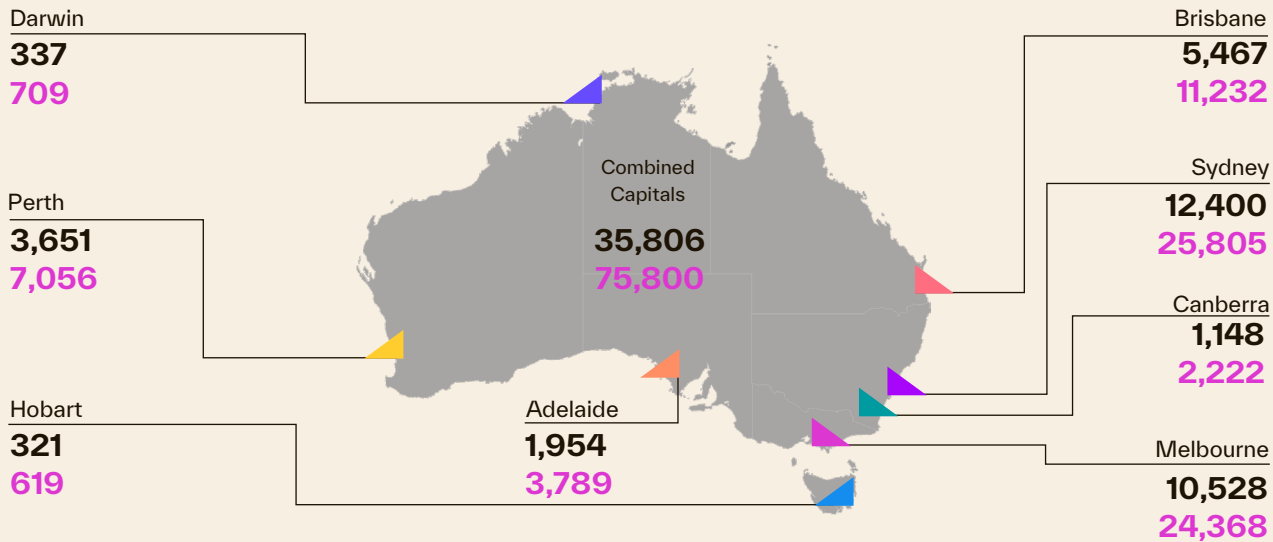 Darwin
337
709
Perth
3,651
7,056
Hobart
321
619
Combined
Capitals
35,806
75,800
Adelaide
1,954
3,789
Brisbane
5,467
11,232
Sydney
12,400
25,805
Canberra
1,148
2,222
Melbourne
10,528
24,368